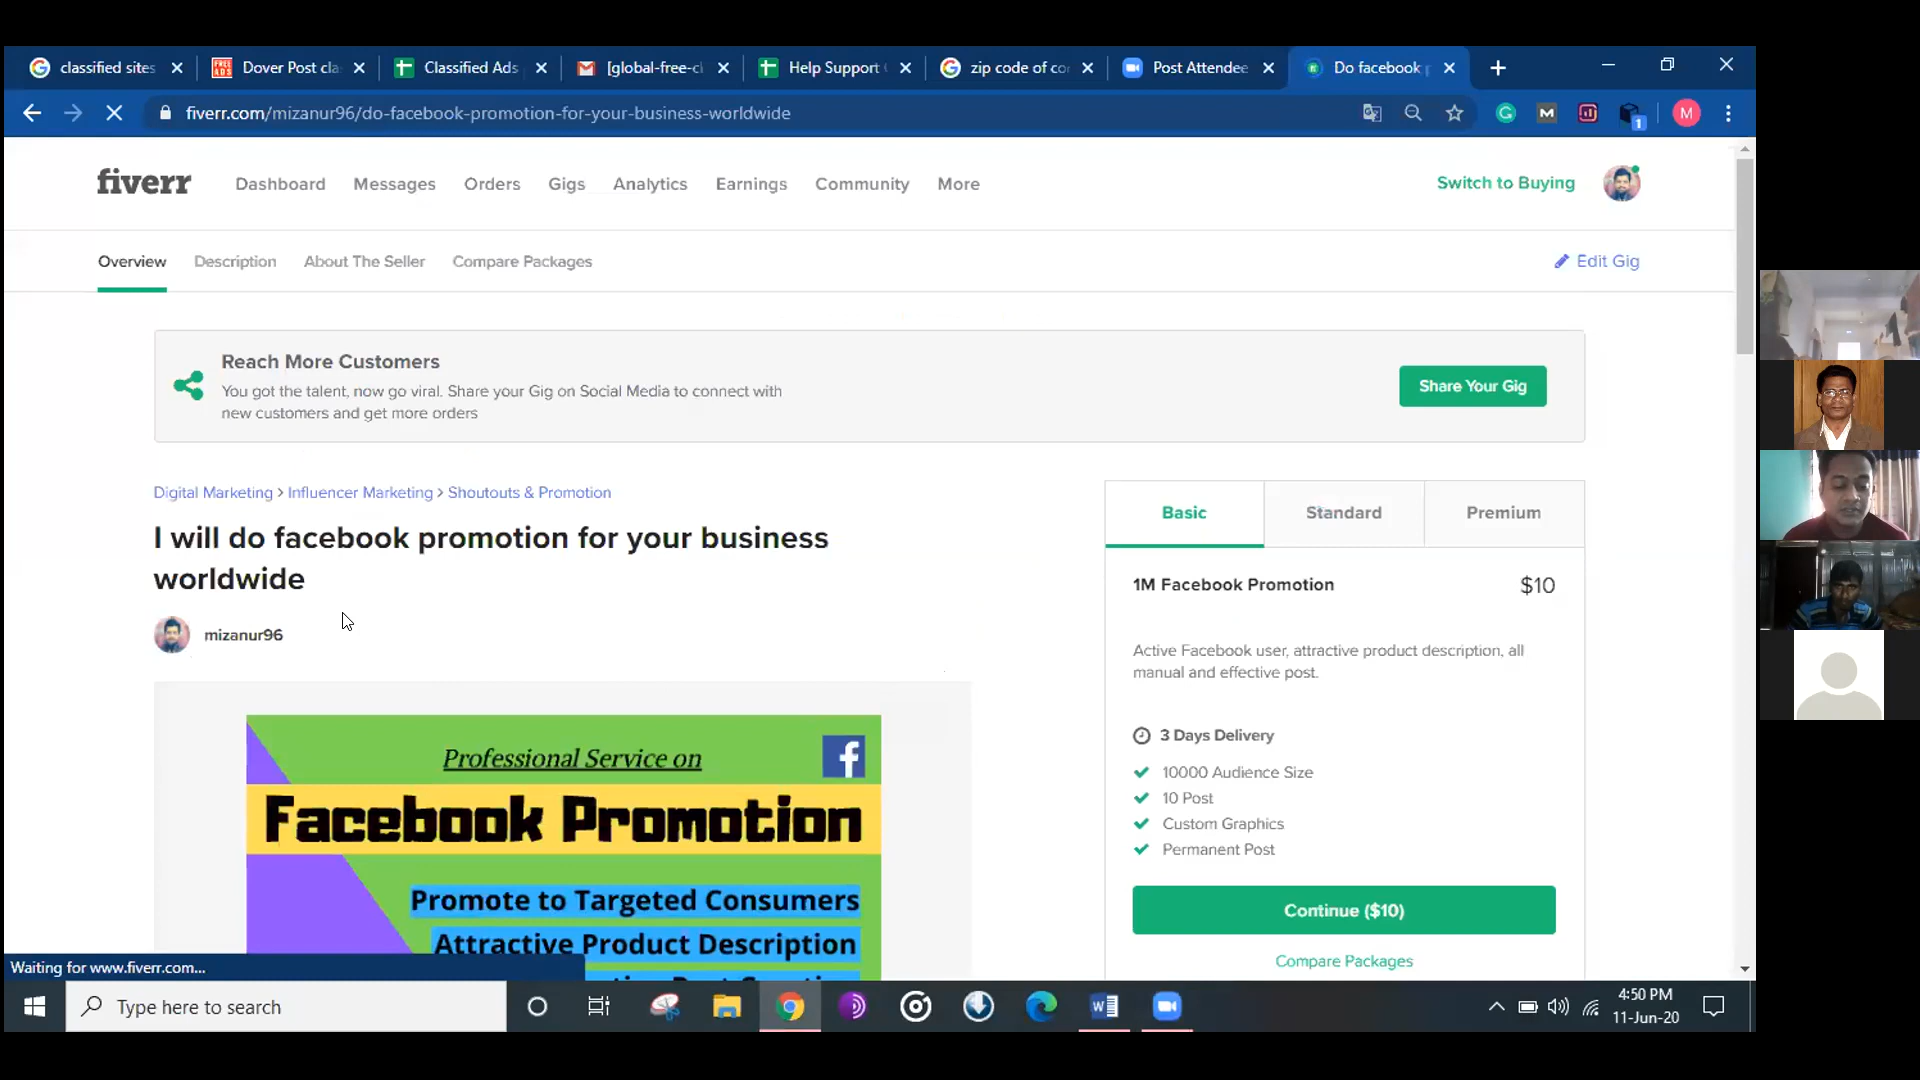 classified sites
Dover Post cla
Classified Ads
[global-free-cl
Help Support
zip code of co
Post Attendee
Do facebook p
fiverr.com/mizanur96/do-facebook-promotion-for-your-business-worldwide
M
1
M
fiverr
Dashboard
Messages
Orders
Gigs
Analytics
Earnings
Community
More
Switch to Buying
Overview
Description
About The Seller
Compare Packages
Edit Gig
Reach More Customers
You got the talent, now go viral. Share your Gig on Social Media to connect with
new customers and get more orders
Share Your Gig
Digital Marketing > Influencer Marketing > Shoutouts & Promotion
I will do facebook promotion for your business
worldwide
mizanur96
Professional Service on
Facebook Promotion
Promote to Targeted Consumers
Attractive Product Description
Basic
Standard
Premium
1M Facebook Promotion
$10
Active Facebook user, attractive product description, all
manual and effective post.
3 Days Delivery
10000 Audience Size
10 Post
Custom Graphics
Permanent Post
Continue ($10)
Compare Packages
Waiting for www.fiverr.com...
Type here to search
4:50 PM
11-Jun-20